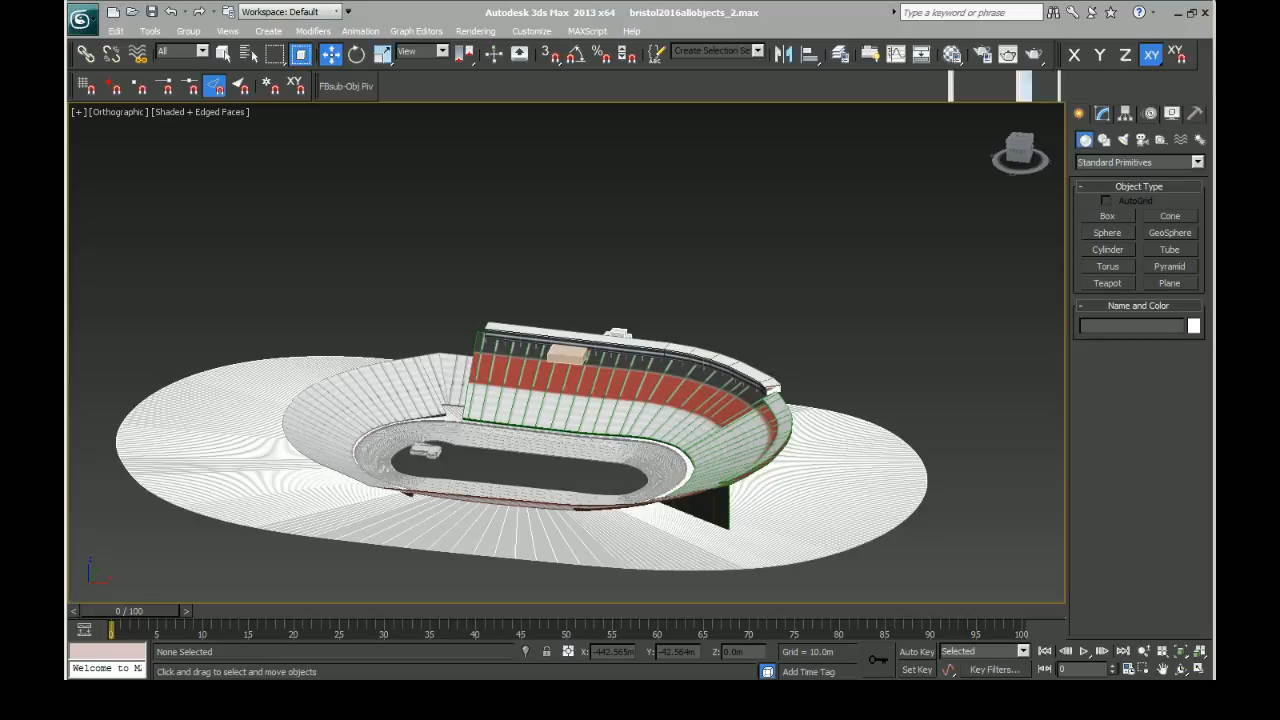 Workspace: Default
Autodesk 3ds Max 2013 x64 bristol2016allobjects_2.max
Type a keyword or phrase
Edit Tools Group Views Create Modifiers Animation Graph Editors Rendering Customize MAXScript Help
All
View
3
Create Selection Se
X Y Z XY XY
XY
FBsub-Obj Piv
[+] [Orthographic] [Shaded + Edged Faces]
Standard Primitives
- Object Type
AutoGrid
Box Cone
Sphere GeoSphere
Cylinder Tube
Torus Pyramid
Teapot Plane
- Name and Color
z
< 0 / 100 >
0 5 10 15 20 25 30 35 40 45 50 55 60 65 70 75 80 85 90 95 100
None Selected X: -442.565m Y: -42.564m Z: 0.0m Grid = 10.0m Auto Key Selected
Welcome to M Click and drag to select and move objects Add Time Tag Set Key Key Filters... 0